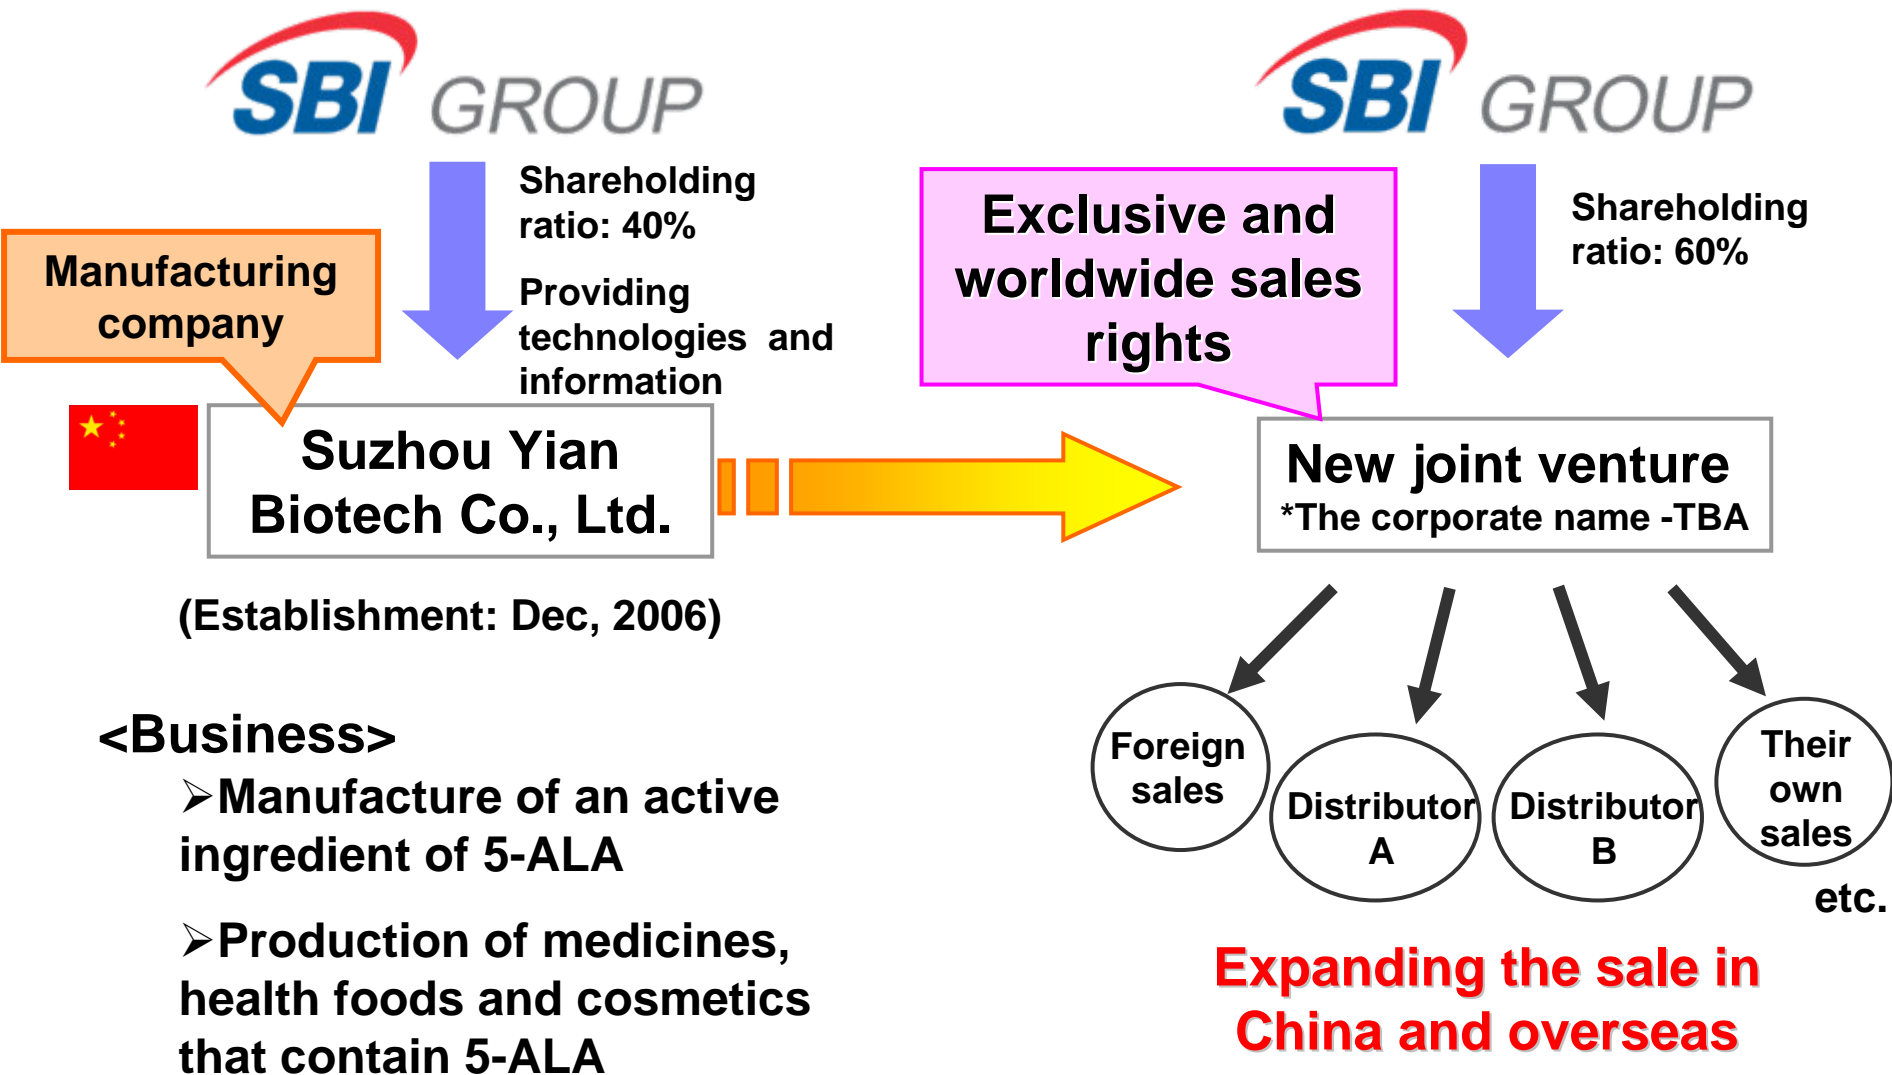 SBI GROUP
Shareholding
ratio: 40%
Providing
technologies and
information
Manufacturing
company
Suzhou Yian
Biotech Co., Ltd.
(Establishment: Dec, 2006)
<Business>
➢Manufacture of an active
ingredient of 5-ALA
➢Production of medicines,
health foods and cosmetics
that contain 5-ALA
SBI GROUP
Shareholding
ratio: 60%
Exclusive and
worldwide sales
rights
New joint venture
*The corporate name -TBA
Foreign
sales
Distributor
A
Distributor
B
Their
own
sales
etc.
Expanding the sale in
China and overseas